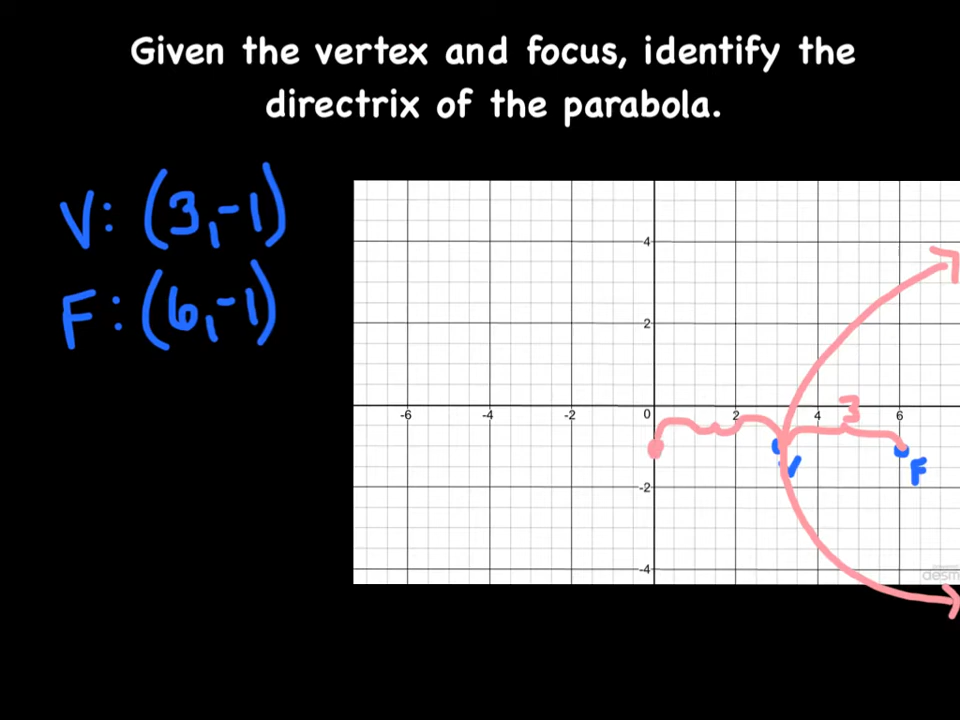 Given the vertex and focus, identify the
directrix of the parabola.
V: (3,-1)
F: (6,-1)
4
2
-6 -4 -2 0 2 4 6
3
V
F
-2
-4